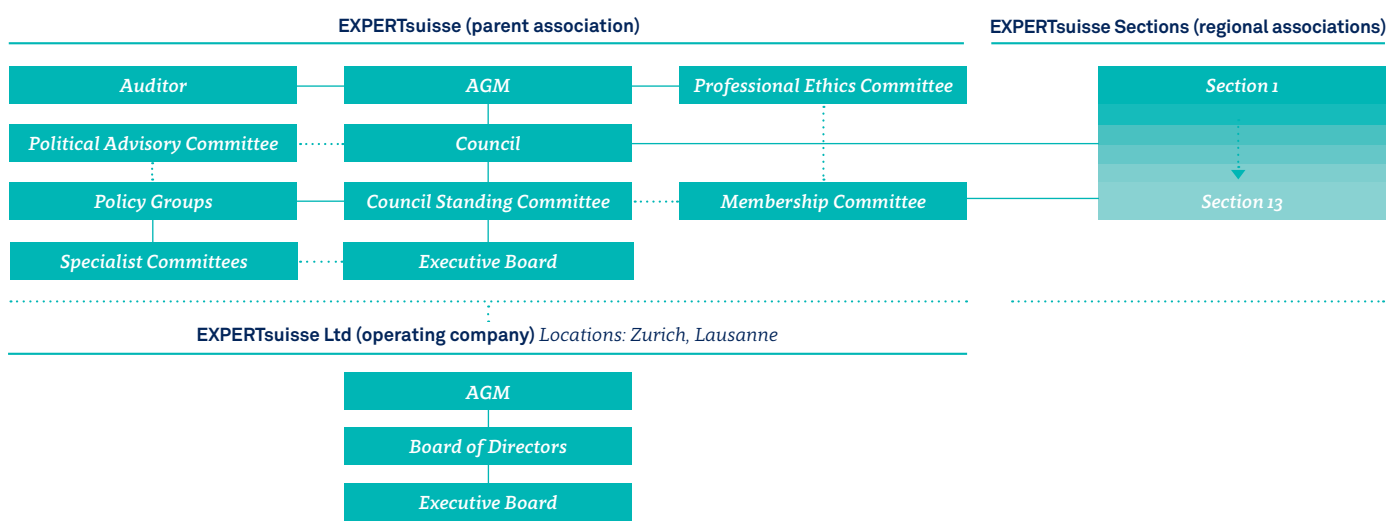 EXPERTsuisse (parent association)
EXPERTsuisse Sections (regional associations)
Auditor
AGM
Professional Ethics Committee
Section 1
Political Advisory Committee
Council
Policy Groups
Council Standing Committee
Membership Committee
Section 13
Specialist Committees
Executive Board
EXPERTsuisse Ltd (operating company) Locations: Zurich, Lausanne
AGM
Board of Directors
Executive Board